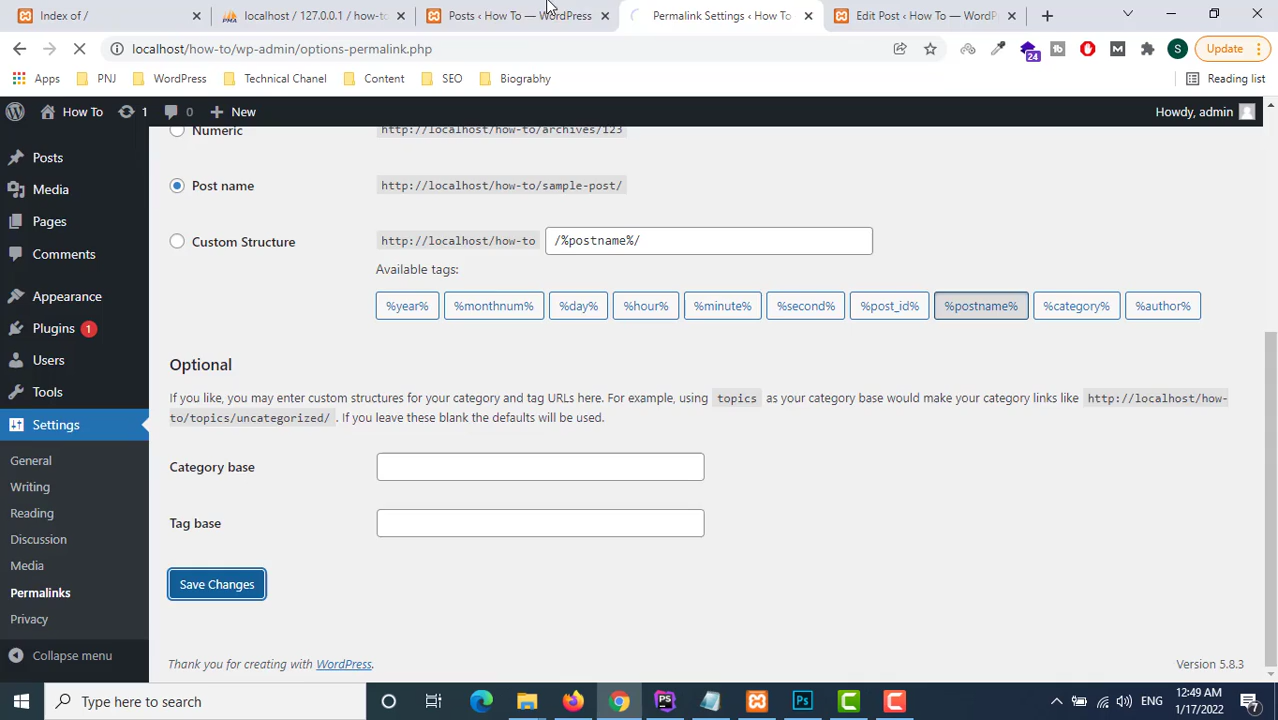 Index of /
localhost / 127.0.0.1 / how-to
Posts ‹ How To — WordPress
Permalink Settings ‹ How To
Edit Post ‹ How To — WordP
localhost/how-to/wp-admin/options-permalink.php
24
S
Update
Apps
PNJ
WordPress
Technical Chanel
Content
SEO
Biograbhy
Reading list
How To
1
0
New
Howdy, admin
Numeric
http://localhost/how-to/archives/123
Posts
Media
Post name
http://localhost/how-to/sample-post/
Pages
Custom Structure
http://localhost/how-to
/%postname%/
Comments
Available tags:
Appearance
%year%
%monthnum%
%day%
%hour%
%minute%
%second%
%post_id%
%postname%
%category%
%author%
Plugins 1
Users
Optional
Tools
If you like, you may enter custom structures for your category and tag URLs here. For example, using topics as your category base would make your category links like http://localhost/how-
to/topics/uncategorized/ . If you leave these blank the defaults will be used.
Settings
General
Category base
Writing
Reading
Tag base
Discussion
Media
Save Changes
Permalinks
Privacy
Collapse menu
Thank you for creating with WordPress.
Version 5.8.3
Type here to search
PS
Ps
ENG
12:49 AM
1/17/2022
7